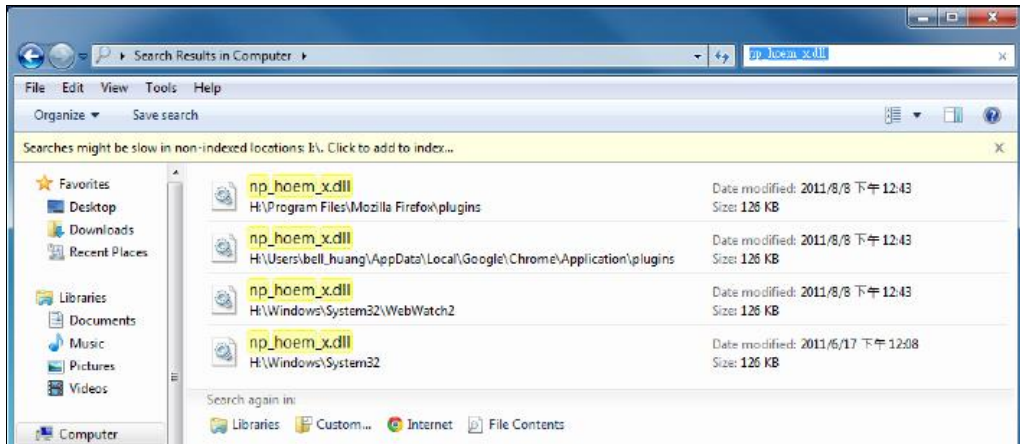 Search Results in Computer
np_hoem_x.dll
File Edit View Tools Help
Organize Save search
Searches might be slow in non-indexed locations: I:\. Click to add to index...
Favorites
Desktop
Downloads
Recent Places
Libraries
Documents
Music
Pictures
Videos
Computer
np_hoem_x.dll
H:\Program Files\Mozilla Firefox\plugins
Date modified: 2011/8/8 下午 12:43
Size: 126 KB
np_hoem_x.dll
H:\Users\bell_huang\AppData\Local\Google\Chrome\Application\plugins
Date modified: 2011/8/8 下午 12:43
Size: 126 KB
np_hoem_x.dll
H:\Windows\System32\WebWatch2
Date modified: 2011/8/8 下午 12:43
Size: 126 KB
np_hoem_x.dll
H:\Windows\System32
Date modified: 2011/6/17 下午 12:08
Size: 126 KB
Search again in:
Libraries Custom... Internet File Contents